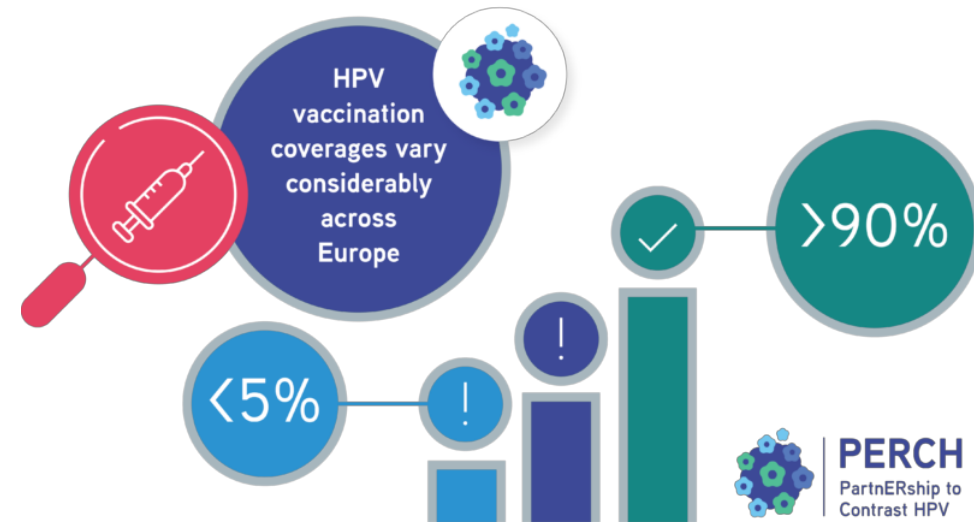 HPV
vaccination
coverages vary
considerably
across
Europe
>90%
!
!
<5%
PERCH
PartnERship to
Contrast HPV